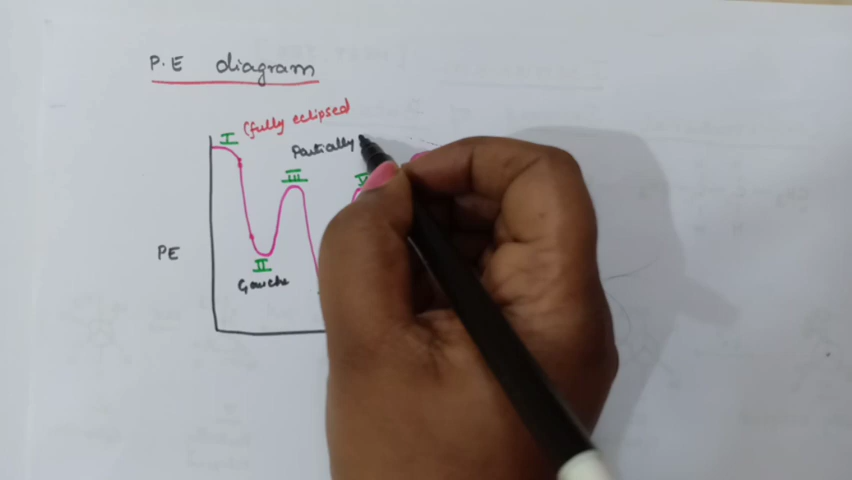 P.E diagram
I (fully eclipsed
Partially
III
V
PE
II
Gauche